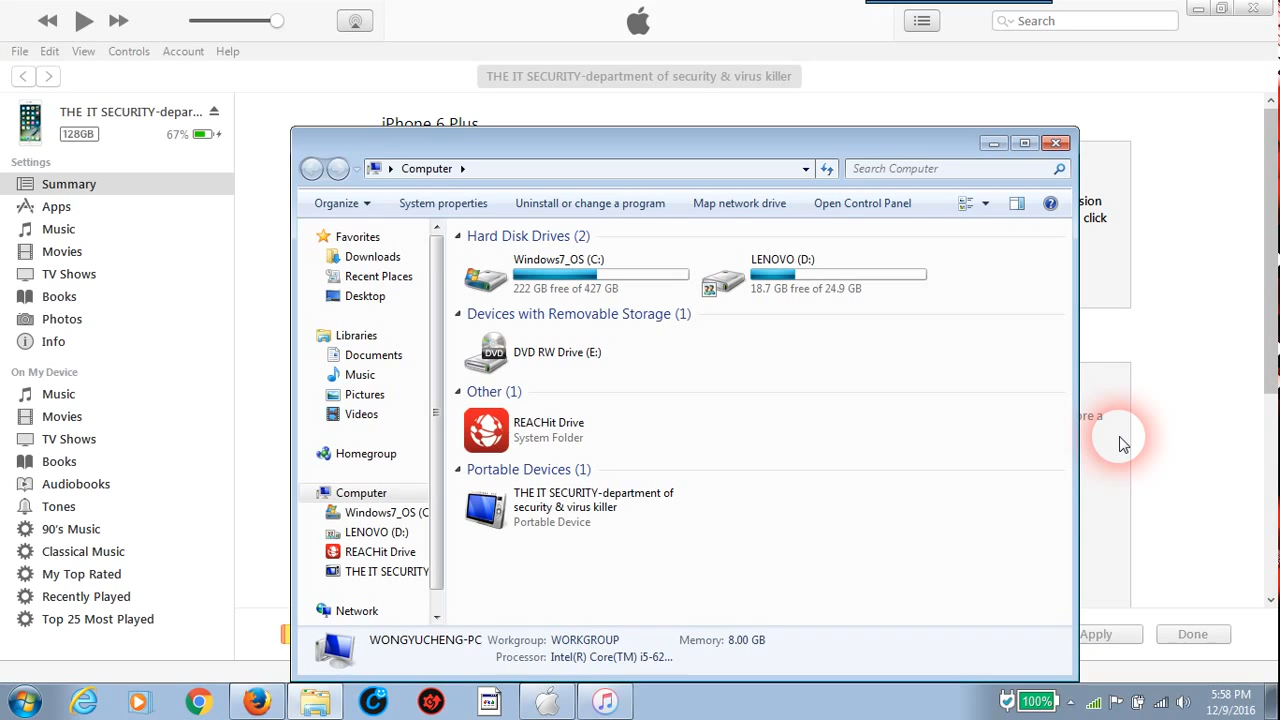 Search
File Edit View Controls Account Help
THE IT SECURITY-department of security & virus killer
THE IT SECURITY-depar...
128GB 67%
Settings
Summary
Apps
Music
Movies
TV Shows
Books
Photos
Info
On My Device
Music
Movies
TV Shows
Books
Audiobooks
Tones
90's Music
Classical Music
My Top Rated
Recently Played
Top 25 Most Played
iPhone 6 Plus
sion
click
ore a
Apply Done
Computer
Search Computer
Organize System properties Uninstall or change a program Map network drive Open Control Panel
Favorites
Downloads
Recent Places
Desktop
Libraries
Documents
Music
Pictures
Videos
Homegroup
Computer
Windows7_OS (C
LENOVO (D:)
REACHit Drive
THE IT SECURITY
Network
Hard Disk Drives (2)
Windows7_OS (C:)
222 GB free of 427 GB
LENOVO (D:)
18.7 GB free of 24.9 GB
Devices with Removable Storage (1)
DVD
DVD RW Drive (E:)
Other (1)
REACHit Drive
System Folder
Portable Devices (1)
THE IT SECURITY-department of
security & virus killer
Portable Device
WONGYUCHENG-PC Workgroup: WORKGROUP Memory: 8.00 GB
Processor: Intel(R) Core(TM) i5-62...
100%
5:58 PM
12/9/2016